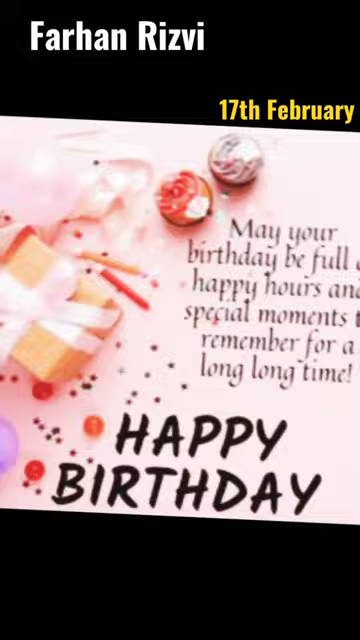 Farhan Rizvi
17th February
May your
birthday be full
happy hours and
special moments
remember for a
long long time!
HAPPY
BIRTHDAY